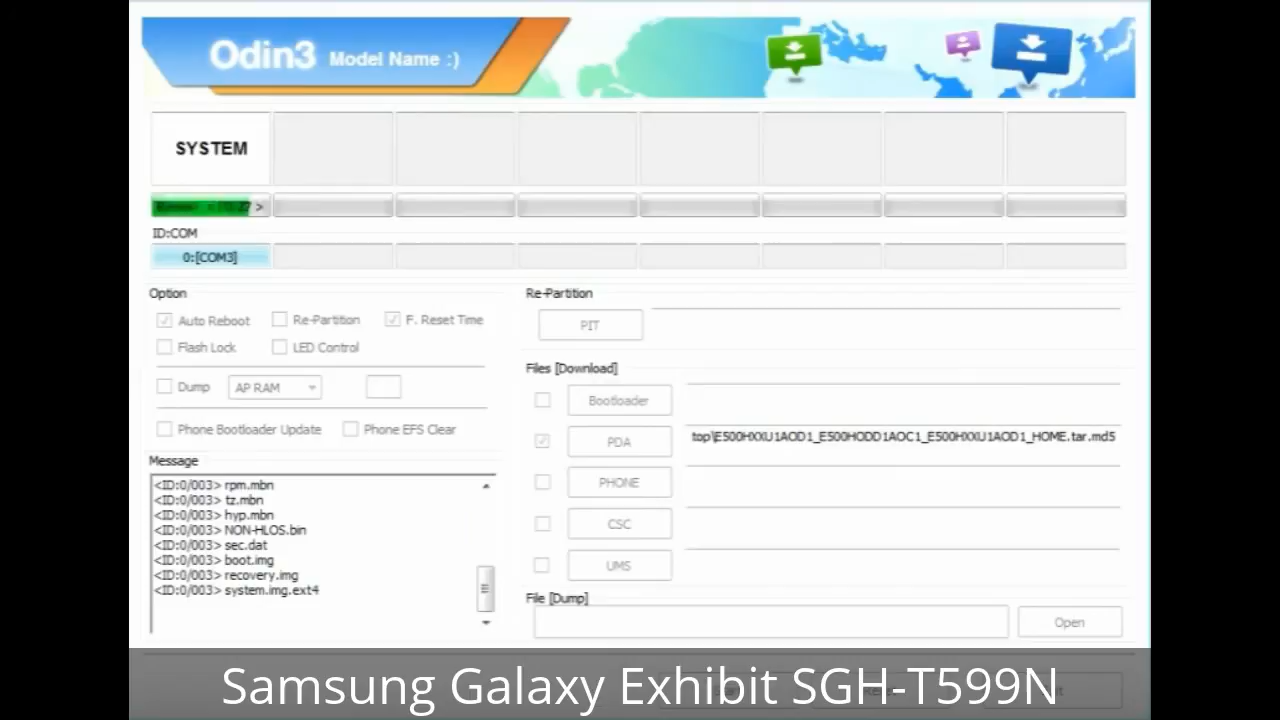 Odin3 Model Name :)
SYSTEM
>
ID:COM
0:[COM3]
Option
Auto Reboot
Re-Partition
F. Reset Time
Flash Lock
LED Control
Dump
AP RAM
Phone Bootloader Update
Phone EFS Clear
Message
<ID:0/003> rpm.mbn
<ID:0/003> tz.mbn
<ID:0/003> hyp.mbn
<ID:0/003> NON-HLOS.bin
<ID:0/003> sec.dat
<ID:0/003> boot.img
<ID:0/003> recovery.img
<ID:0/003> system.img.ext4
Re-Partition
PIT
Files [Download]
Bootloader
PDA
top\E500HXXU1AOD1_E500HODD1AOC1_E500HXXU1AOD1_HOME.tar.md5
PHONE
CSC
UMS
File [Dump]
Open
Samsung Galaxy Exhibit SGH-T599N